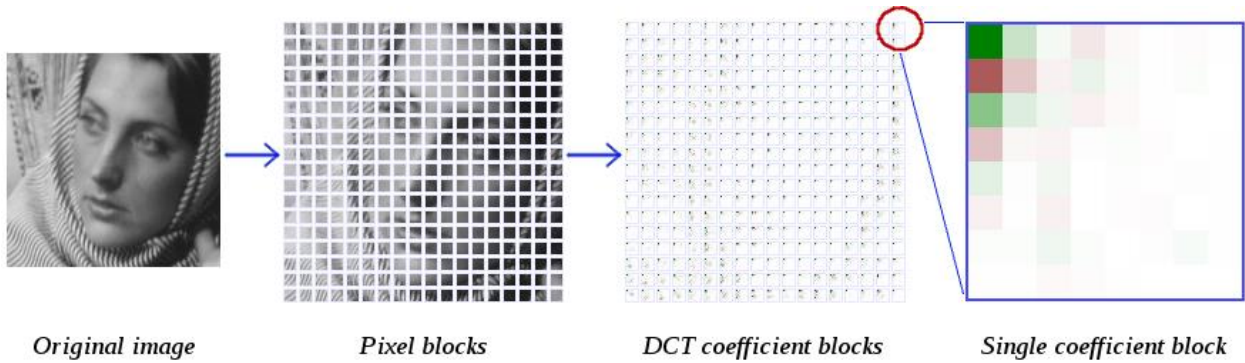 Original image
Pixel blocks
DCT coefficient blocks
Single coefficient block